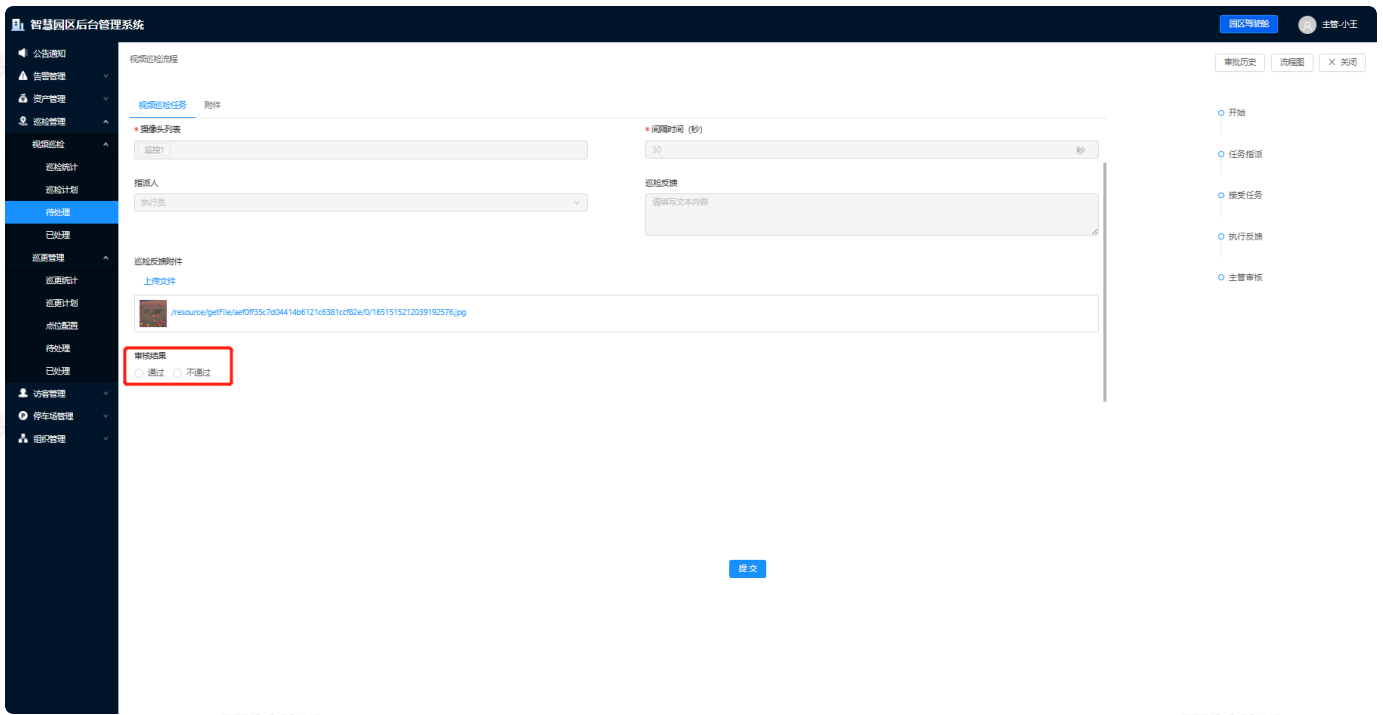 智慧园区后台管理系统
园区驾驶舱
主管-小王
公告通知
告警管理
资产管理
巡检管理
视频巡检
巡检统计
巡检计划
待处理
已处理
巡更管理
巡更统计
巡更计划
点位配置
待处理
已处理
访客管理
停车场管理
组织管理
视频巡检流程
审批历史
流程图
× 关闭
视频巡检任务
附件
* 摄像头列表
监控1
* 间隔时间（秒）
30
秒
指派人
执行员
巡检反馈
请填写文本内容
巡检反馈附件
上传文件
/resource/getFile/aef0ff35c7d04414b6121c6381ccf82e/0/1651515212039192576.jpg
审核结果
通过
不通过
提 交
开始
任务指派
接受任务
执行反馈
主管审核